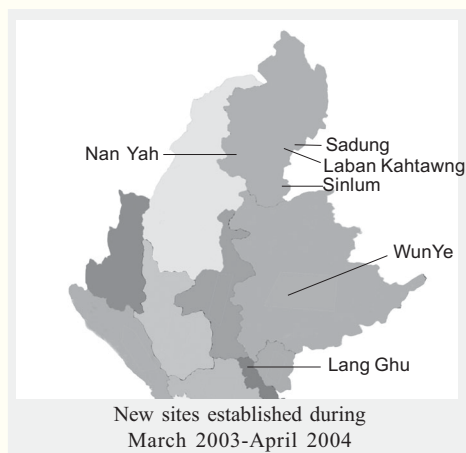 Sadung
Nan Yah
Laban Kahtawng
Sinlum
WunYe
Lang Ghu
New sites established during
March 2003-April 2004